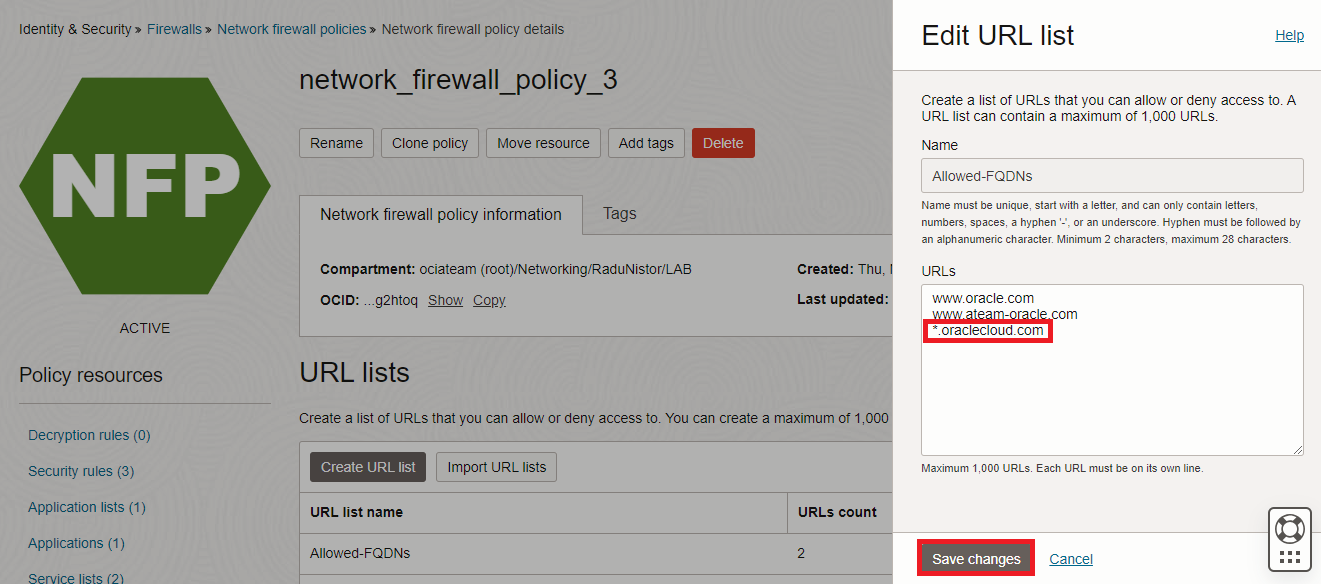 Identity & Security » Firewalls » Network firewall policies » Network firewall policy details
NFP
ACTIVE
network_firewall_policy_3
Rename Clone policy Move resource Add tags Delete
Network firewall policy information Tags
Compartment: ociateam (root)/Networking/RaduNistor/LAB Created: Thu,
OCID: ...g2htoq Show Copy Last updated:
Policy resources
Decryption rules (0)
Security rules (3)
Application lists (1)
Applications (1)
Service lists (2)
URL lists
Create a list of URLs that you can allow or deny access to. You can create a maximum of 1,000
Create URL list Import URL lists
URL list name URLs count
Allowed-FQDNs 2
Edit URL list Help
Create a list of URLs that you can allow or deny access to. A
URL list can contain a maximum of 1,000 URLs.
Name
Allowed-FQDNs
Name must be unique, start with a letter, and can only contain letters,
numbers, spaces, a hyphen '-', or an underscore. Hyphen must be followed by
an alphanumeric character. Minimum 2 characters, maximum 28 characters.
URLs
www.oracle.com
www.ateam-oracle.com
*.oraclecloud.com
Maximum 1,000 URLs. Each URL must be on its own line.
Save changes Cancel